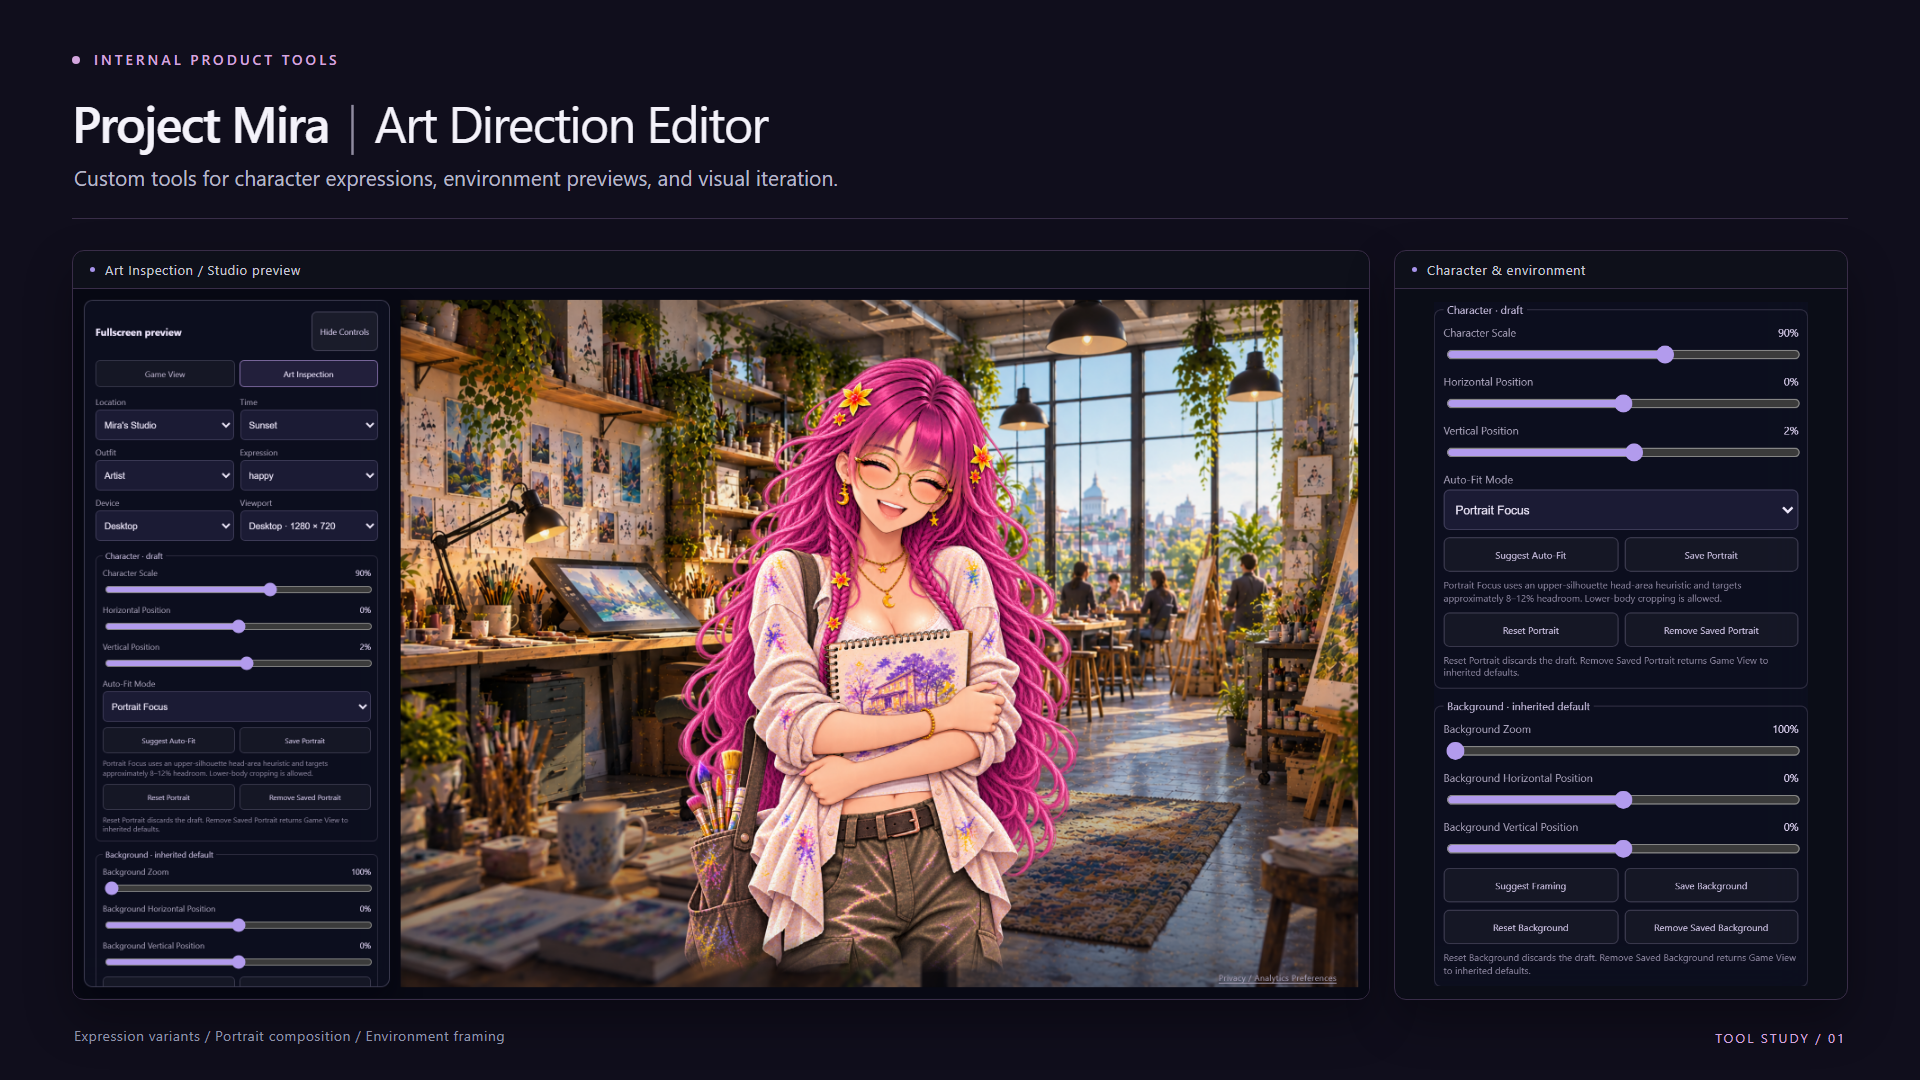 INTERNAL PRODUCT TOOLS
Project Mira | Art Direction Editor
Custom tools for character expressions, environment previews, and visual iteration.
Art Inspection / Studio preview
Fullscreen preview
Hide Controls
Game View
Art Inspection
Location
Time
Mira's Studio
Sunset
Outfit
Expression
Artist
happy
Device
Viewport
Desktop
Desktop · 1280 × 720
Character · draft
Character Scale
90%
Horizontal Position
0%
Vertical Position
2%
Auto-Fit Mode
Portrait Focus
Suggest Auto-Fit
Save Portrait
Portrait Focus uses an upper-silhouette head-area heuristic and targets
approximately 8–12% headroom. Lower-body cropping is allowed.
Reset Portrait
Remove Saved Portrait
Reset Portrait discards the draft. Remove Saved Portrait returns Game View to
inherited defaults.
Background · inherited default
Background Zoom
100%
Background Horizontal Position
0%
Background Vertical Position
0%
Privacy / Analytics Preferences
Character & environment
Character · draft
Character Scale
90%
Horizontal Position
0%
Vertical Position
2%
Auto-Fit Mode
Portrait Focus
Suggest Auto-Fit
Save Portrait
Portrait Focus uses an upper-silhouette head-area heuristic and targets
approximately 8–12% headroom. Lower-body cropping is allowed.
Reset Portrait
Remove Saved Portrait
Reset Portrait discards the draft. Remove Saved Portrait returns Game View to
inherited defaults.
Background · inherited default
Background Zoom
100%
Background Horizontal Position
0%
Background Vertical Position
0%
Suggest Framing
Save Background
Reset Background
Remove Saved Background
Reset Background discards the draft. Remove Saved Background returns Game View
to inherited defaults.
Expression variants / Portrait composition / Environment framing
TOOL STUDY / 01